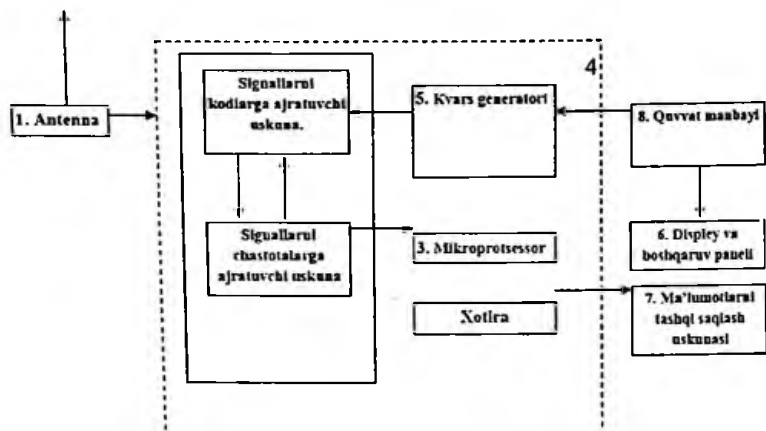 4
1. Antenna
Signallarni
kodlarga ajratuvchi
uskuna.
5. Kvars generatori
8. Quvvat manbayi
Signallarni
chastotalarga
ajratuvchi uskuna
3. Mikroprotsessor
Xotira
6. Displey va
boshqaruv paneli
7. Ma'lumotlarni
tashqi saqlash
uskunasi